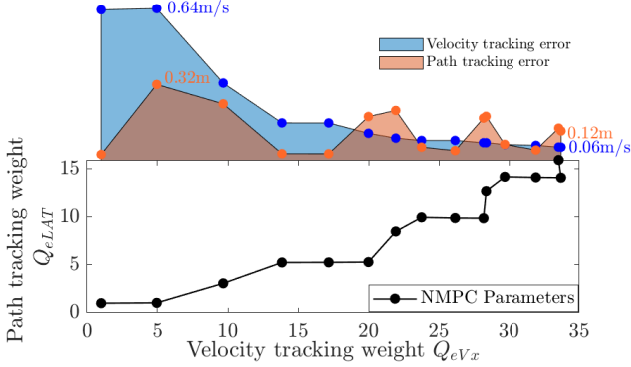 0.64m/s
Velocity tracking error
Path tracking error
0.32m
0.12m
0.06m/s
Path tracking weight
Q_eLAT
15
10
5
0
NMPC Parameters
0 5 10 15 20 25 30 35
Velocity tracking weight Q_eVx